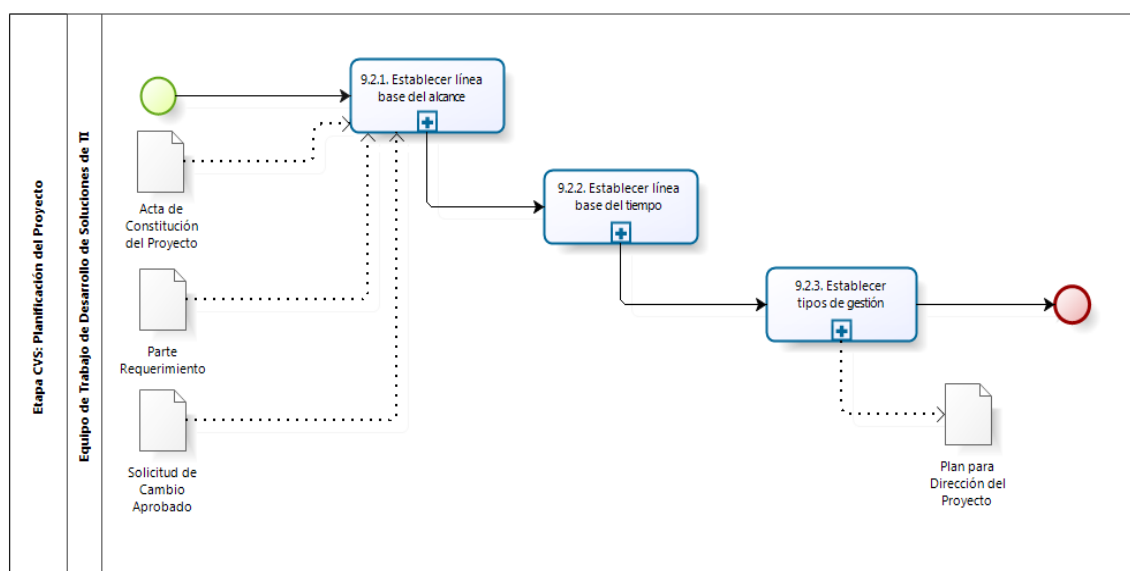 Etapa CVS: Planificación del Proyecto
Equipo de Trabajo de Desarrollo de Soluciones de TI
9.2.1. Establecer línea
base del alcance
Acta de
Constitución
del Proyecto
9.2.2. Establecer línea
base del tiempo
9.2.3. Establecer
tipos de gestión
Parte
Requerimiento
Solicitud de
Cambio
Aprobado
Plan para
Dirección del
Proyecto